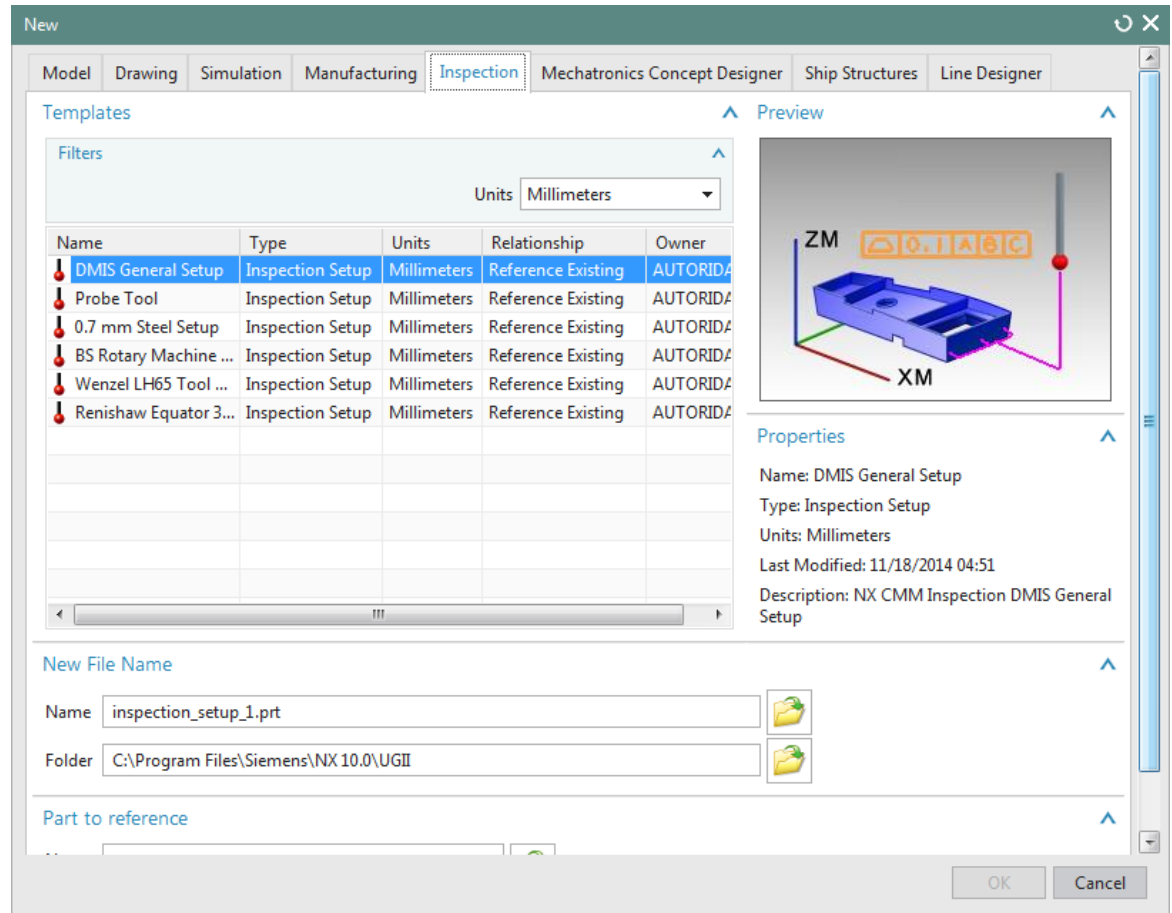 New
Model Drawing Simulation Manufacturing Inspection Mechatronics Concept Designer Ship Structures Line Designer
Templates
Filters
Units Millimeters
Name Type Units Relationship Owner
DMIS General Setup Inspection Setup Millimeters Reference Existing AUTORIDA
Probe Tool Inspection Setup Millimeters Reference Existing AUTORIDA
0.7 mm Steel Setup Inspection Setup Millimeters Reference Existing AUTORIDA
BS Rotary Machine ... Inspection Setup Millimeters Reference Existing AUTORIDA
Wenzel LH65 Tool ... Inspection Setup Millimeters Reference Existing AUTORIDA
Renishaw Equator 3... Inspection Setup Millimeters Reference Existing AUTORIDA
Preview
ZM 0.1 A B C
XM
Properties
Name: DMIS General Setup
Type: Inspection Setup
Units: Millimeters
Last Modified: 11/18/2014 04:51
Description: NX CMM Inspection DMIS General
Setup
New File Name
Name inspection_setup_1.prt
Folder C:\Program Files\Siemens\NX 10.0\UGII
Part to reference
OK Cancel